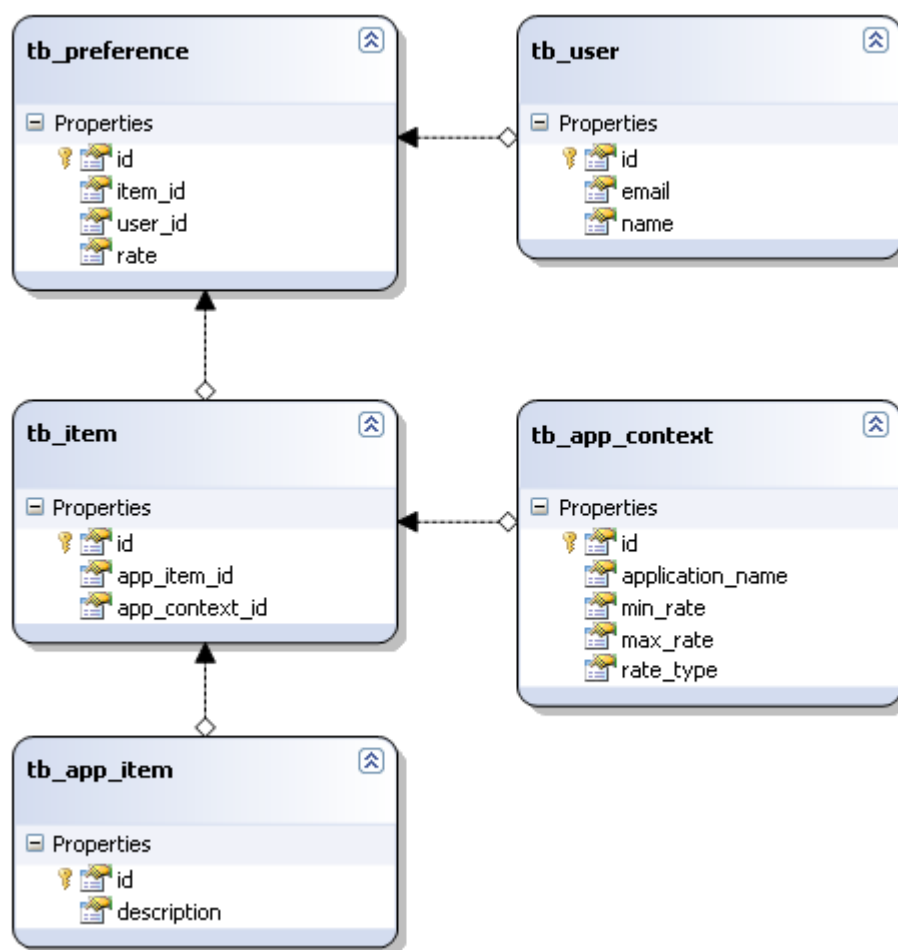 tb_preference
Properties
id
item_id
user_id
rate
tb_user
Properties
id
email
name
tb_item
Properties
id
app_item_id
app_context_id
tb_app_context
Properties
id
application_name
min_rate
max_rate
rate_type
tb_app_item
Properties
id
description